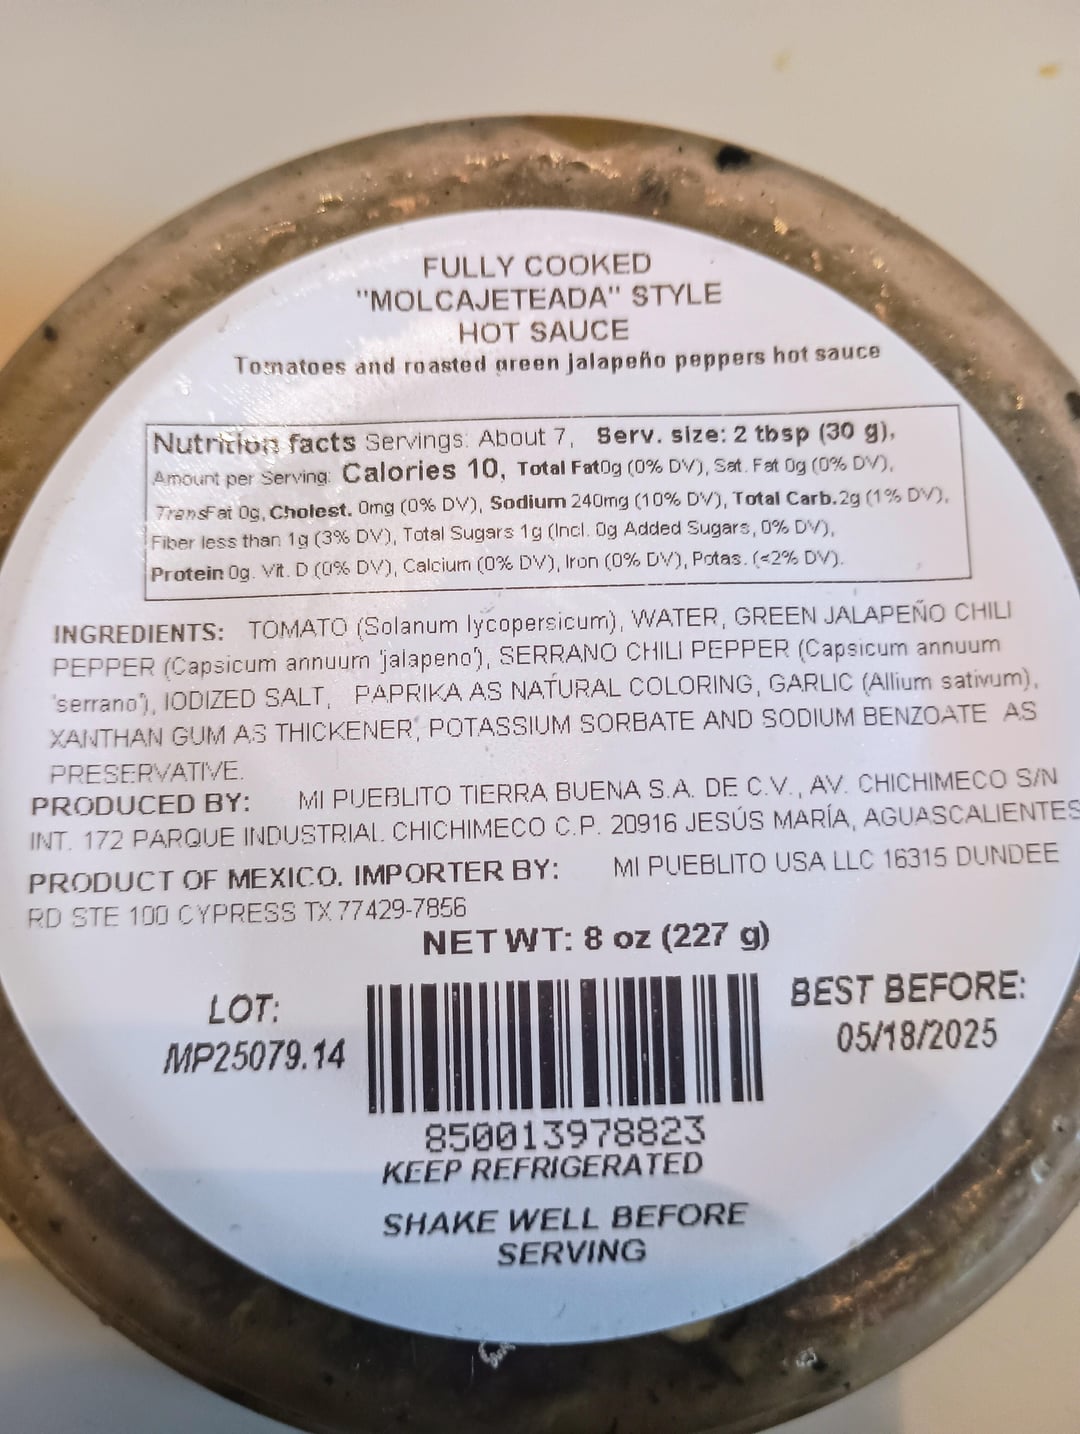 FULLY COOKED
"MOLCAJETEADA" STYLE
HOT SAUCE
Tomatoes and roasted green jalapeño peppers hot sauce
Nutrition facts Servings: About 7, Serv. size: 2 tbsp (30 g),
Amount per Serving: Calories 10, Total Fat0g (0% DV), Sat. Fat 0g (0% DV),
TransFat 0g, Cholest. 0mg (0% DV), Sodium 240mg (10% DV), Total Carb.2g (1% DV),
Fiber less than 1g (3% DV), Total Sugars 1g (Incl. 0g Added Sugars, 0% DV),
Protein 0g. Vit. D (0% DV), Calcium (0% DV), Iron (0% DV), Potas. (<2% DV).
INGREDIENTS: TOMATO (Solanum lycopersicum), WATER, GREEN JALAPEÑO CHILI
PEPPER (Capsicum annuum 'jalapeno'), SERRANO CHILI PEPPER (Capsicum annuum
'serrano'), IODIZED SALT, PAPRIKA AS NATURAL COLORING, GARLIC (Allium sativum),
XANTHAN GUM AS THICKENER, POTASSIUM SORBATE AND SODIUM BENZOATE AS
PRESERVATIVE.
PRODUCED BY: MI PUEBLITO TIERRA BUENA S.A. DE C.V., AV. CHICHIMECO S/N
INT. 172 PARQUE INDUSTRIAL CHICHIMECO C.P. 20916 JESÚS MARÍA, AGUASCALIENTES
PRODUCT OF MEXICO. IMPORTER BY: MI PUEBLITO USA LLC 16315 DUNDEE
RD STE 100 CYPRESS TX 77429-7856
NET WT: 8 oz (227 g)
LOT:
MP25079.14
BEST BEFORE:
05/18/2025
850013978823
KEEP REFRIGERATED
SHAKE WELL BEFORE
SERVING